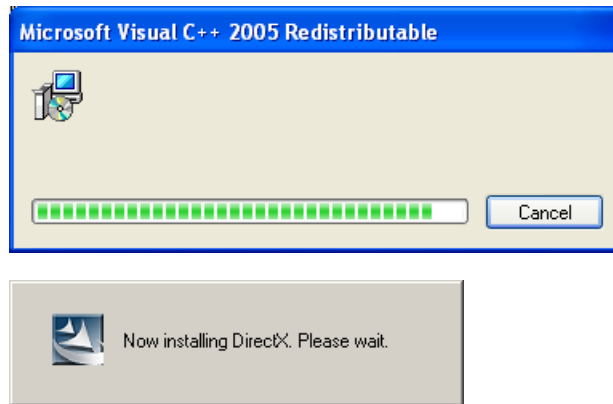 Microsoft Visual C++ 2005 Redistributable
Cancel
Now installing DirectX. Please wait.